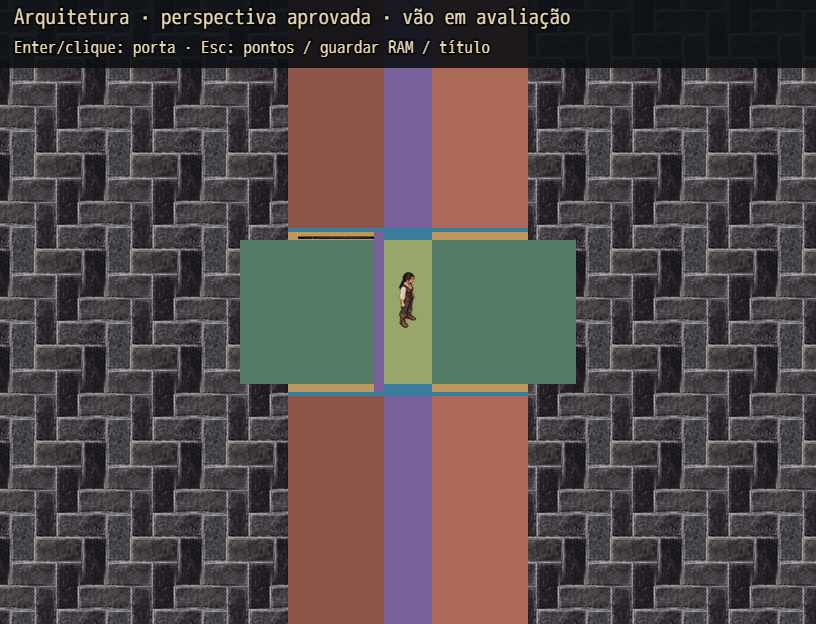 Arquitetura · perspectiva aprovada · vão em avaliação
Enter/clique: porta · Esc: pontos / guardar RAM / título